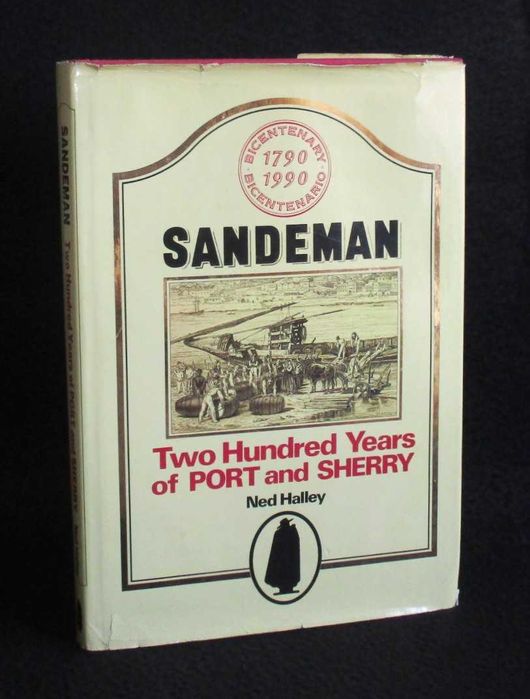 BICENTENARY
1790
1990
BICENTENARIO
SANDEMAN
Two Hundred Years
of PORT and SHERRY
Ned Halley
SANDEMAN Two Hundred Years of PORT and SHERRY